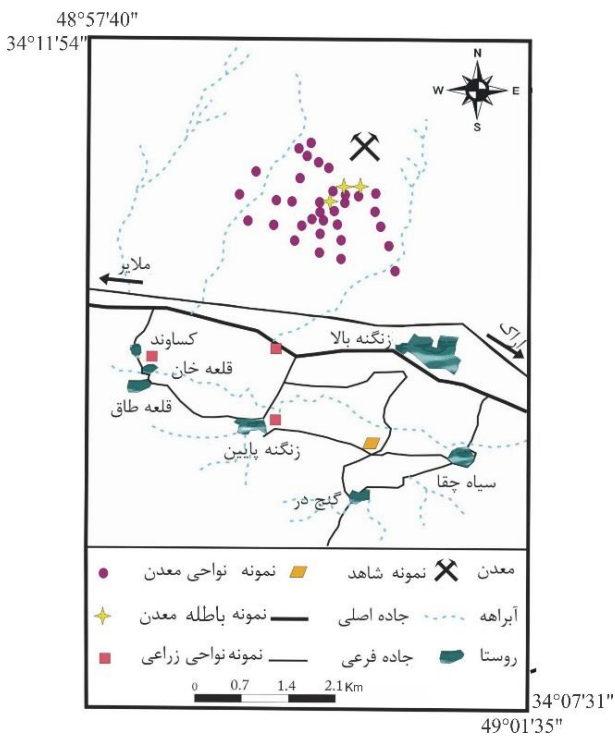 48°57'40"
34°11'54"
N
W E
S
ملایر
اراک
زنگنه بالا
کساوند
قلعه خان
قلعه طاق
زنگنه پایین
سیاه چقا
گنج در
معدن
نمونه شاهد
نمونه نواحی معدن
آبراهه
جاده اصلی
نمونه باطله معدن
روستا
جاده فرعی
نمونه نواحی زراعی
0 0.7 1.4 2.1 Km
34°07'31"
49°01'35"